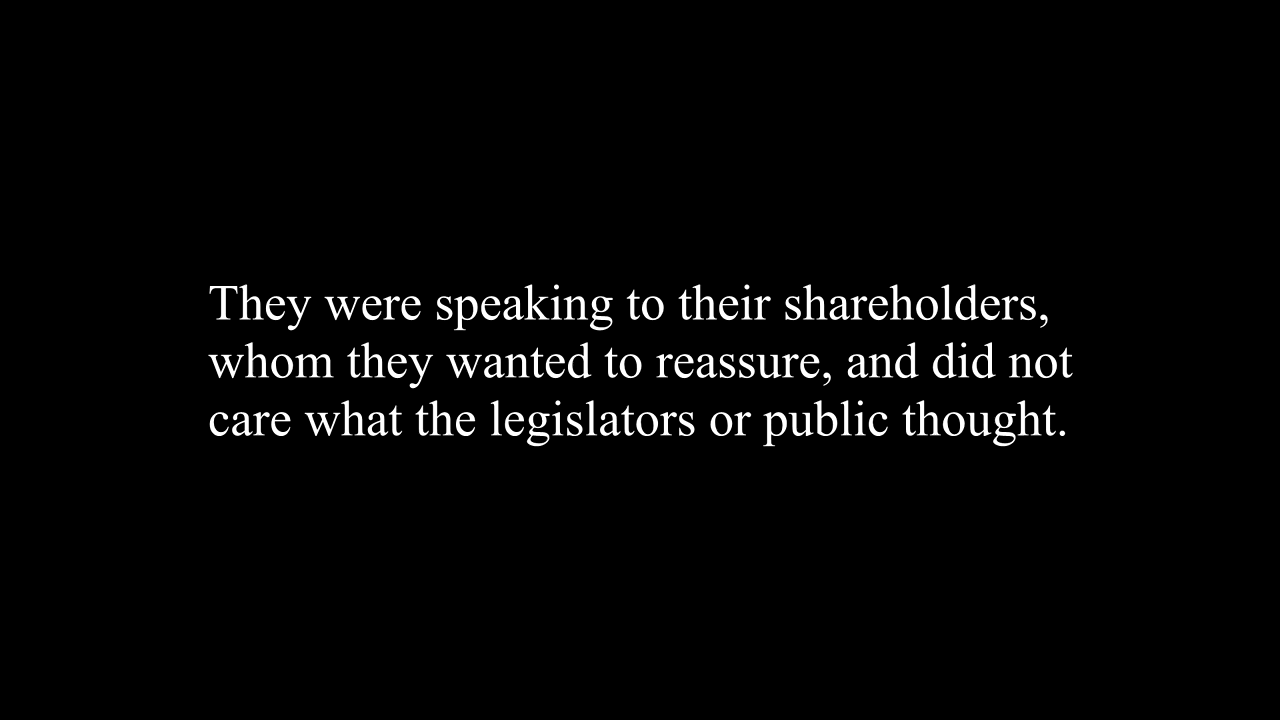 They were speaking to their shareholders,
whom they wanted to reassure, and did not
care what the legislators or public thought.